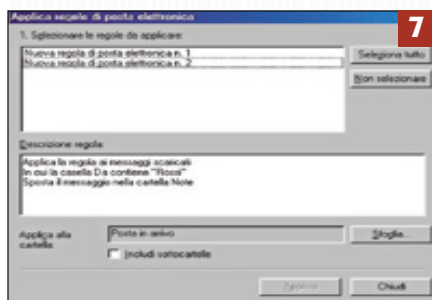 Applica regole di posta elettronica
7
1. Selezionare le regole da applicare:
Nuova regola di posta elettronica n. 1
Nuova regola di posta elettronica n. 2
Seleziona tutto
Non selezionare
Descrizione regola:
Applica la regola ai messaggi scaricati
In cui la casella Da contiene "Rossi"
Sposta il messaggio nella cartella Note
Applica alla cartella:
Posta in arrivo
Sfoglia...
Includi sottocartelle
Applica
Chiudi